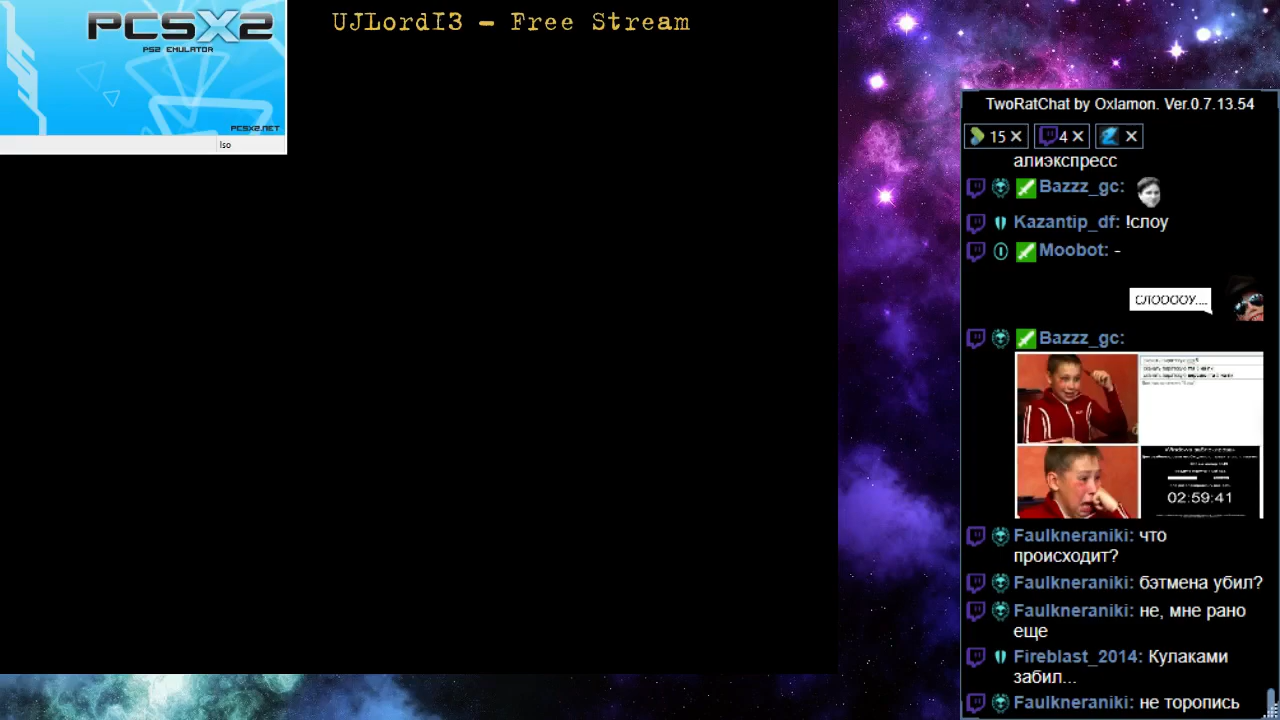 PCSX2
PS2 EMULATOR
PCSX2.NET
Iso
UJLord13 - Free Stream
TwoRatChat by Oxlamon. Ver.0.7.13.54
15
4
алиэкспресс
Bazzz_gc:
Kazantip_df: !слоу
Moobot: -
СЛООООУ....
Bazzz_gc:
02:59:41
Faulkneraniki: что
происходит?
Faulkneraniki: бэтмена убил?
Faulkneraniki: не, мне рано
еще
Fireblast_2014: Кулаками
забил...
Faulkneraniki: не торопись